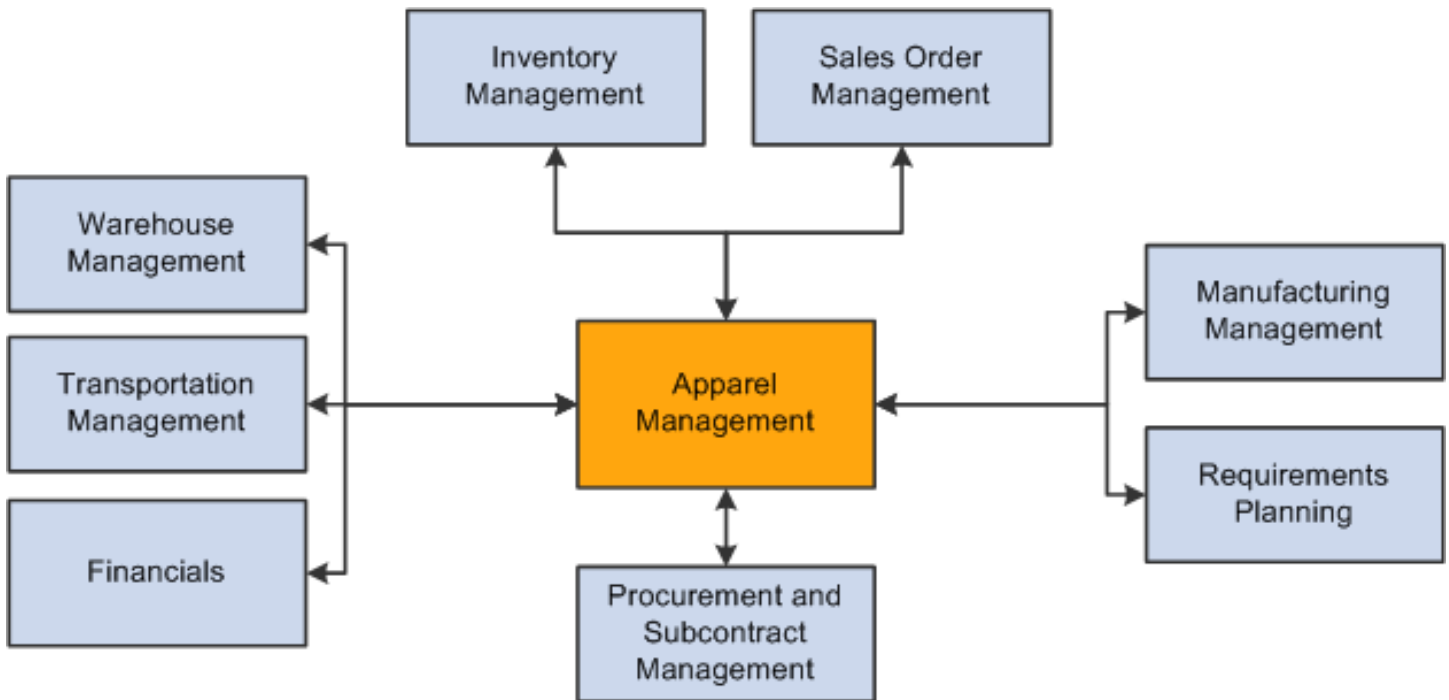 Inventory
Management
Sales Order
Management
Warehouse
Management
Manufacturing
Management
Transportation
Management
Apparel
Management
Requirements
Planning
Financials
Procurement and
Subcontract
Management